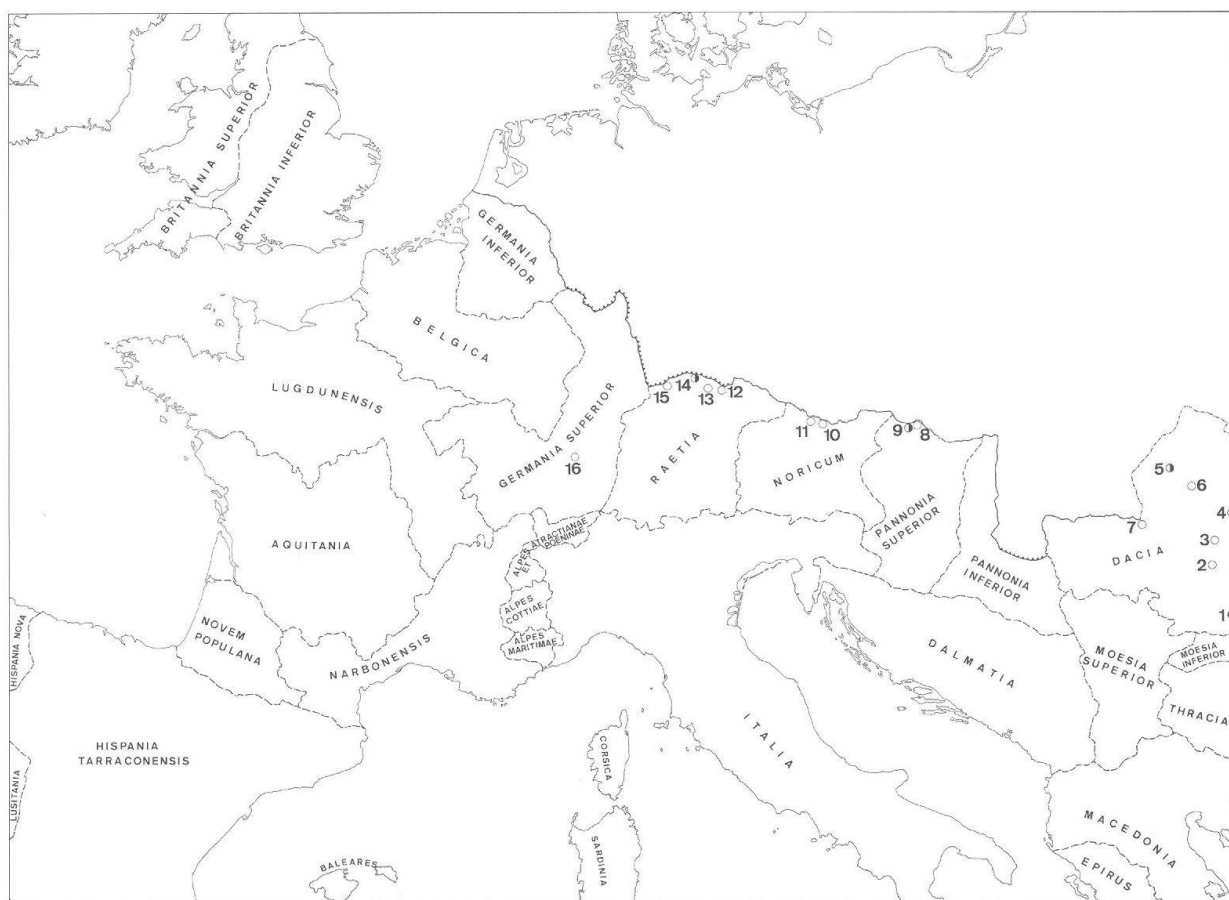 BRITANNIA SUPERIOR
BRITANNIA INFERIOR
GERMANIA
INFERIOR
BELGICA
LUGDUNENSIS
GERMANIA SUPERIOR
16
15
14
13
12
RAETIA
11
10
NORICUM
9
8
PANNONIA
SUPERIOR
PANNONIA
INFERIOR
5
6
4
7
3
2
DACIA
1
AQUITANIA
ALPES ATRACTIANAE
ET POENINAE
ALPES
COTTIAE
ALPES
MARITIMAE
HISPANIA NOVA
NOVEM
POPULANA
NARBONENSIS
DALMATIA
MOESIA
SUPERIOR
MOESIA
INFERIOR
THRACIA
HISPANIA
TARRACONENSIS
LUSITANIA
CORSICA
ITALIA
MACEDONIA
EPIRUS
BALEARES
SARDINIA